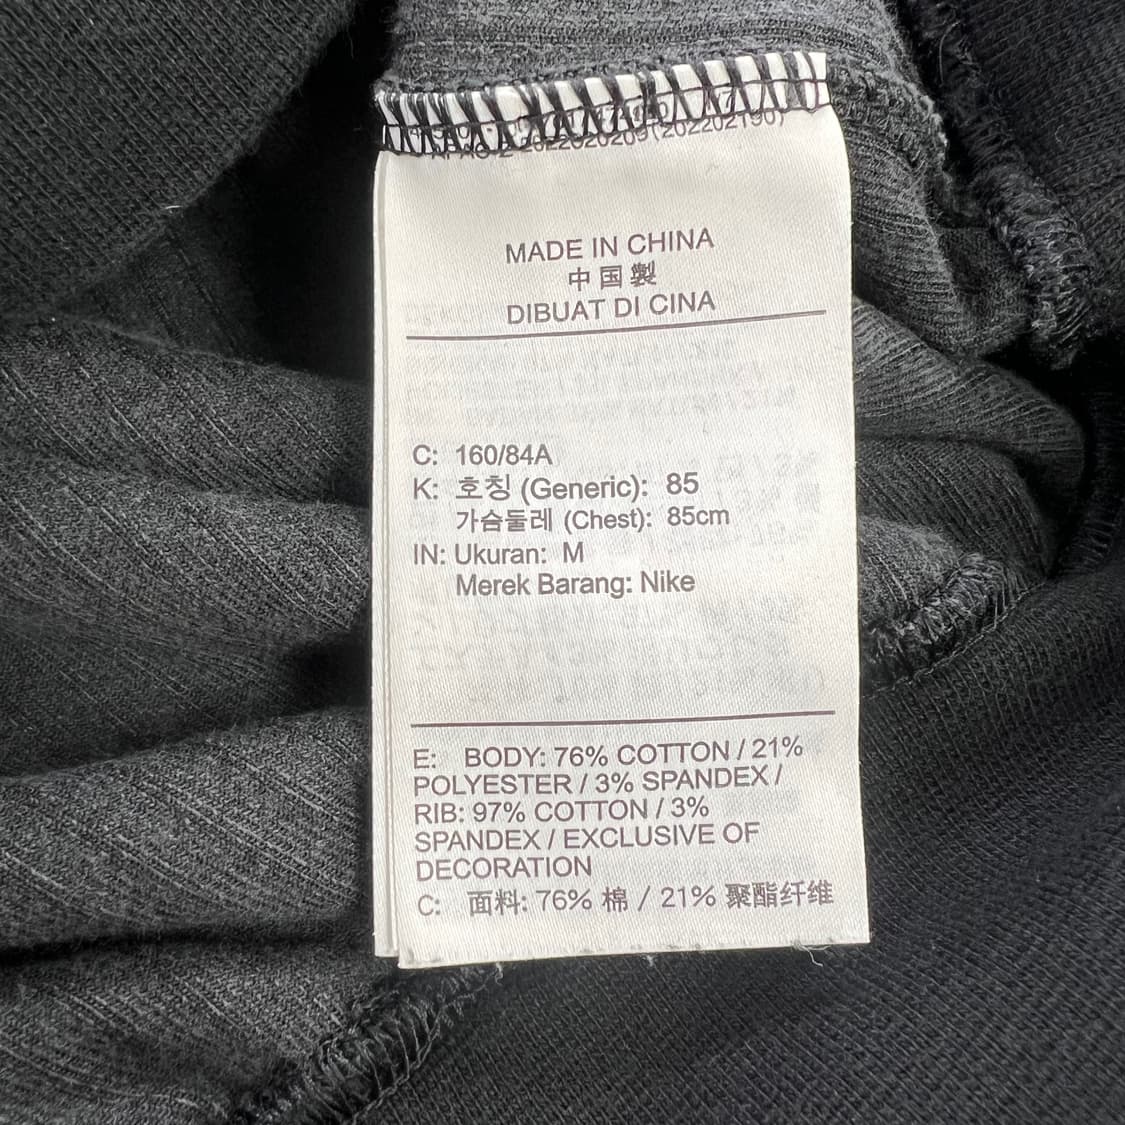 MADE IN CHINA
中国製
DIBUAT DI CINA
C: 160/84A
K: 호칭 (Generic): 85
가슴둘레 (Chest): 85cm
IN: Ukuran: M
Merek Barang: Nike
E: BODY: 76% COTTON / 21%
POLYESTER / 3% SPANDEX /
RIB: 97% COTTON / 3%
SPANDEX / EXCLUSIVE OF
DECORATION
C: 面料: 76% 棉 / 21% 聚酯纤维